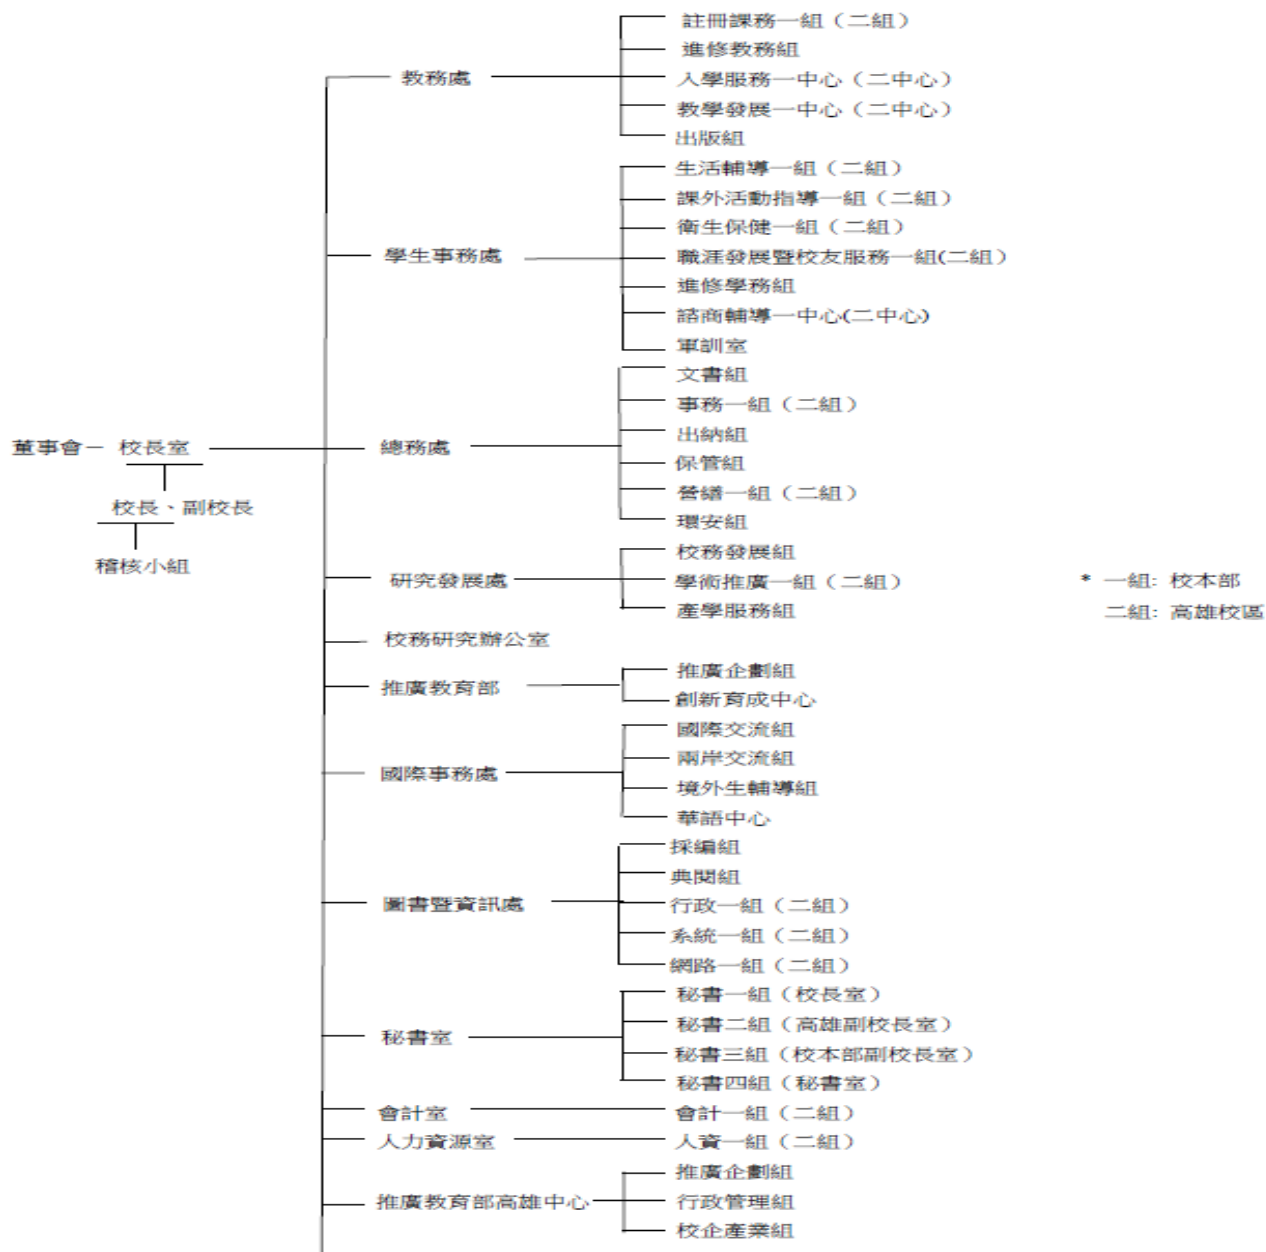 註冊課務一組（二組）
進修教務組
教務處
入學服務一中心（二中心）
教學發展一中心（二中心）
出版組
生活輔導一組（二組）
課外活動指導一組（二組）
衛生保健一組（二組）
學生事務處
職涯發展暨校友服務一組(二組）
進修學務組
諮商輔導一中心(二中心)
軍訓室
文書組
事務一組（二組）
出納組
董事會－ 校長室
總務處
保管組
營繕一組（二組）
校長、副校長
環安組
稽核小組
校務發展組
研究發展處
學術推廣一組（二組）
* 一組: 校本部
產學服務組
二組: 高雄校區
校務研究辦公室
推廣企劃組
推廣教育部
創新育成中心
國際交流組
兩岸交流組
國際事務處
境外生輔導組
華語中心
採編組
典閱組
圖書暨資訊處
行政一組（二組）
系統一組（二組）
網路一組（二組）
秘書一組（校長室）
秘書二組（高雄副校長室）
秘書室
秘書三組（校本部副校長室）
秘書四組（秘書室）
會計室
會計一組（二組）
人力資源室
人資一組（二組）
推廣企劃組
推廣教育部高雄中心
行政管理組
校企產業組